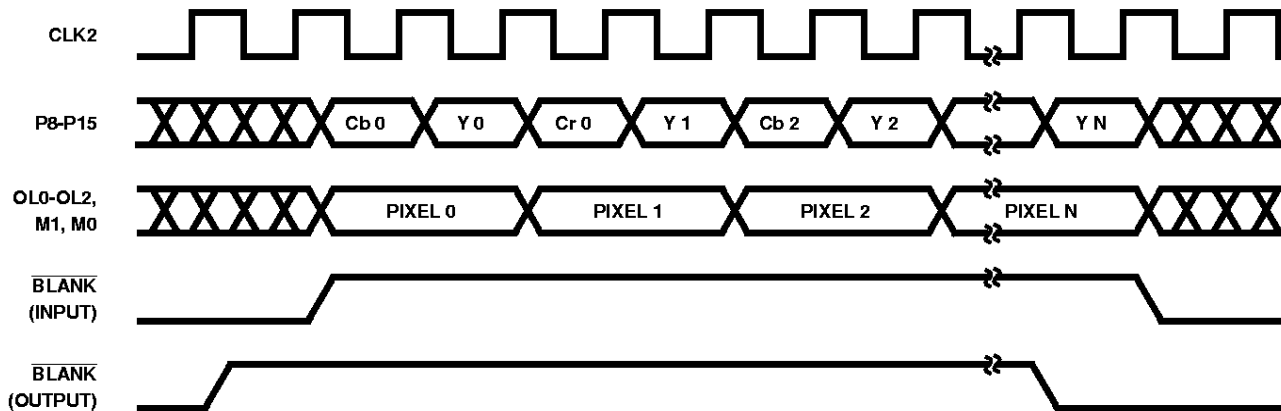 CLK2
P8-P15
Cb 0 Y 0 Cr 0 Y 1 Cb 2 Y 2 Y N
OL0-OL2,
M1, M0
PIXEL 0 PIXEL 1 PIXEL 2 PIXEL N
BLANK
(INPUT)
BLANK
(OUTPUT)